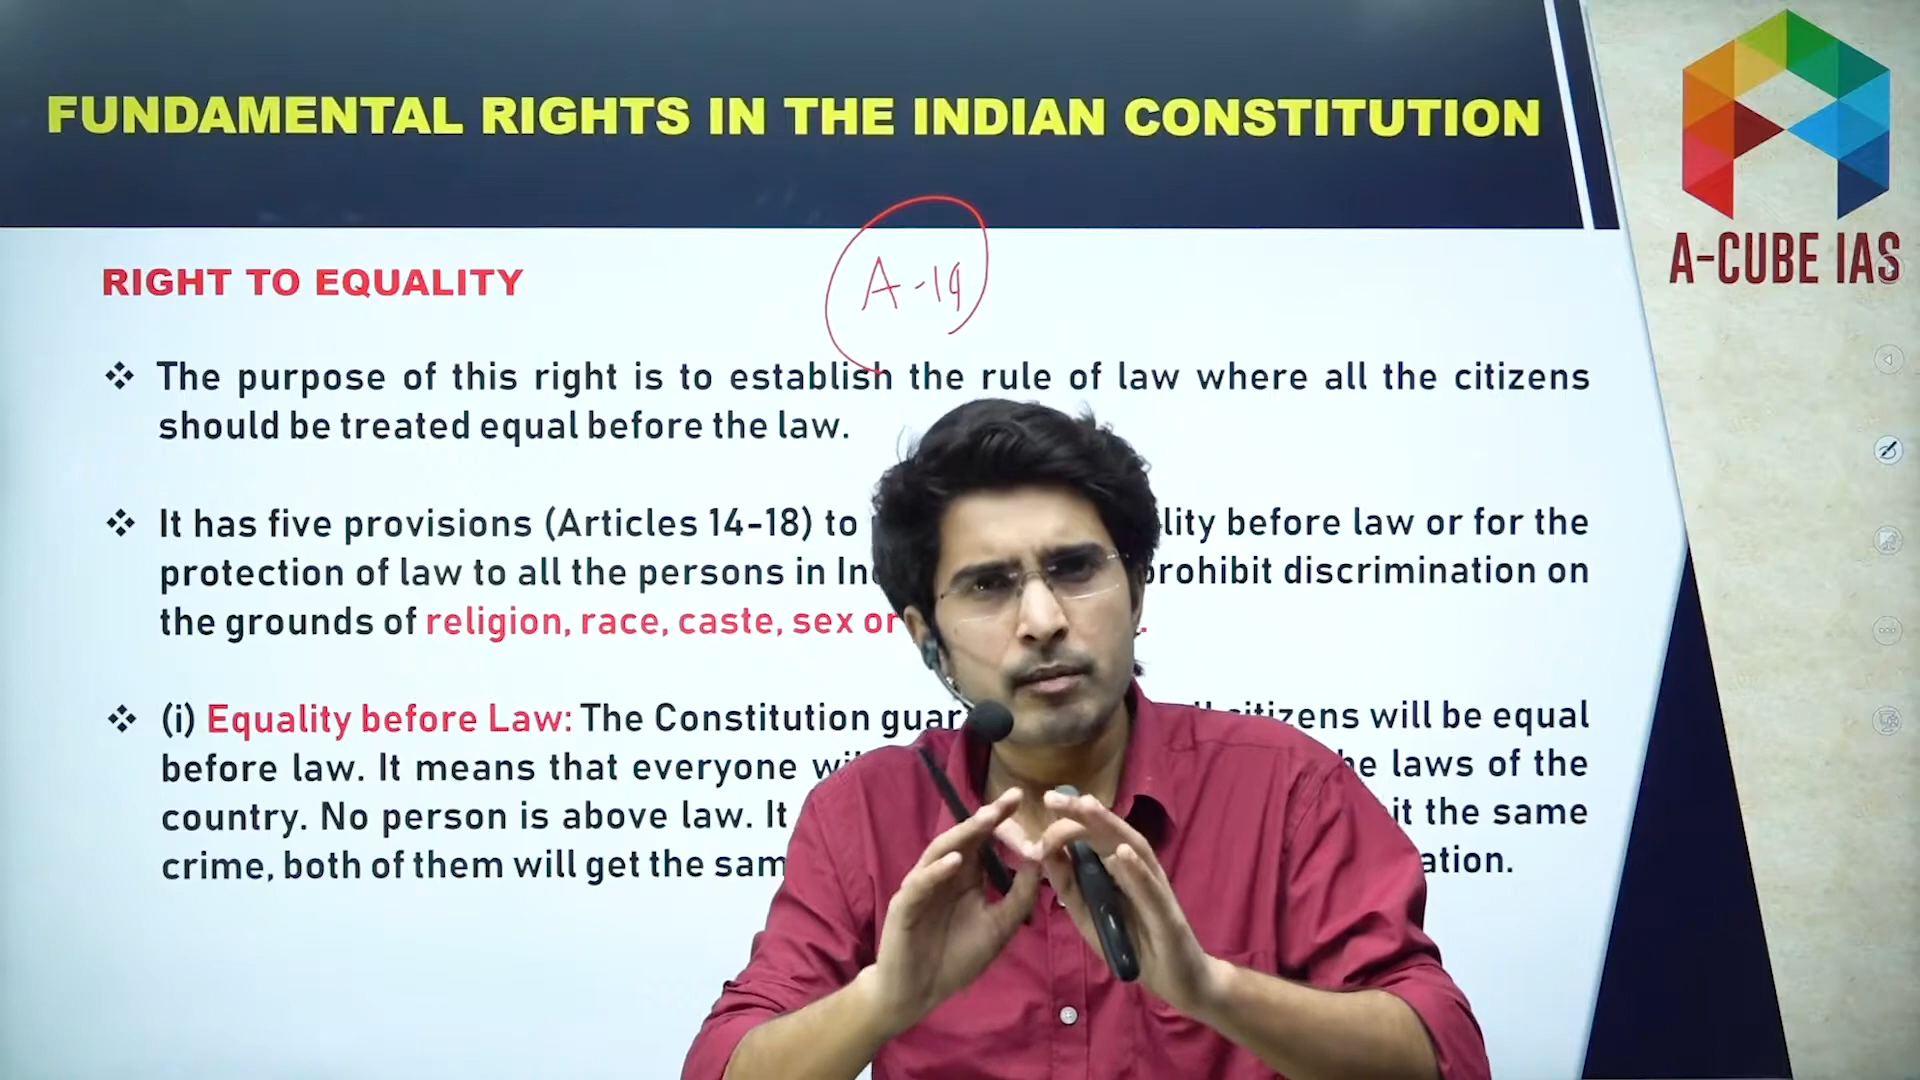 FUNDAMENTAL RIGHTS IN THE INDIAN CONSTITUTION
A-CUBE IAS
RIGHT TO EQUALITY
A-19
The purpose of this right is to establish the rule of law where all the citizens
should be treated equal before the law.
It has five provisions (Articles 14-18) to lity before law or for the
protection of law to all the persons in In prohibit discrimination on
the grounds of religion, race, caste, sex or .
(i) Equality before Law: The Constitution guar citizens will be equal
before law. It means that everyone wi he laws of the
country. No person is above law. It it the same
crime, both of them will get the sam ation.